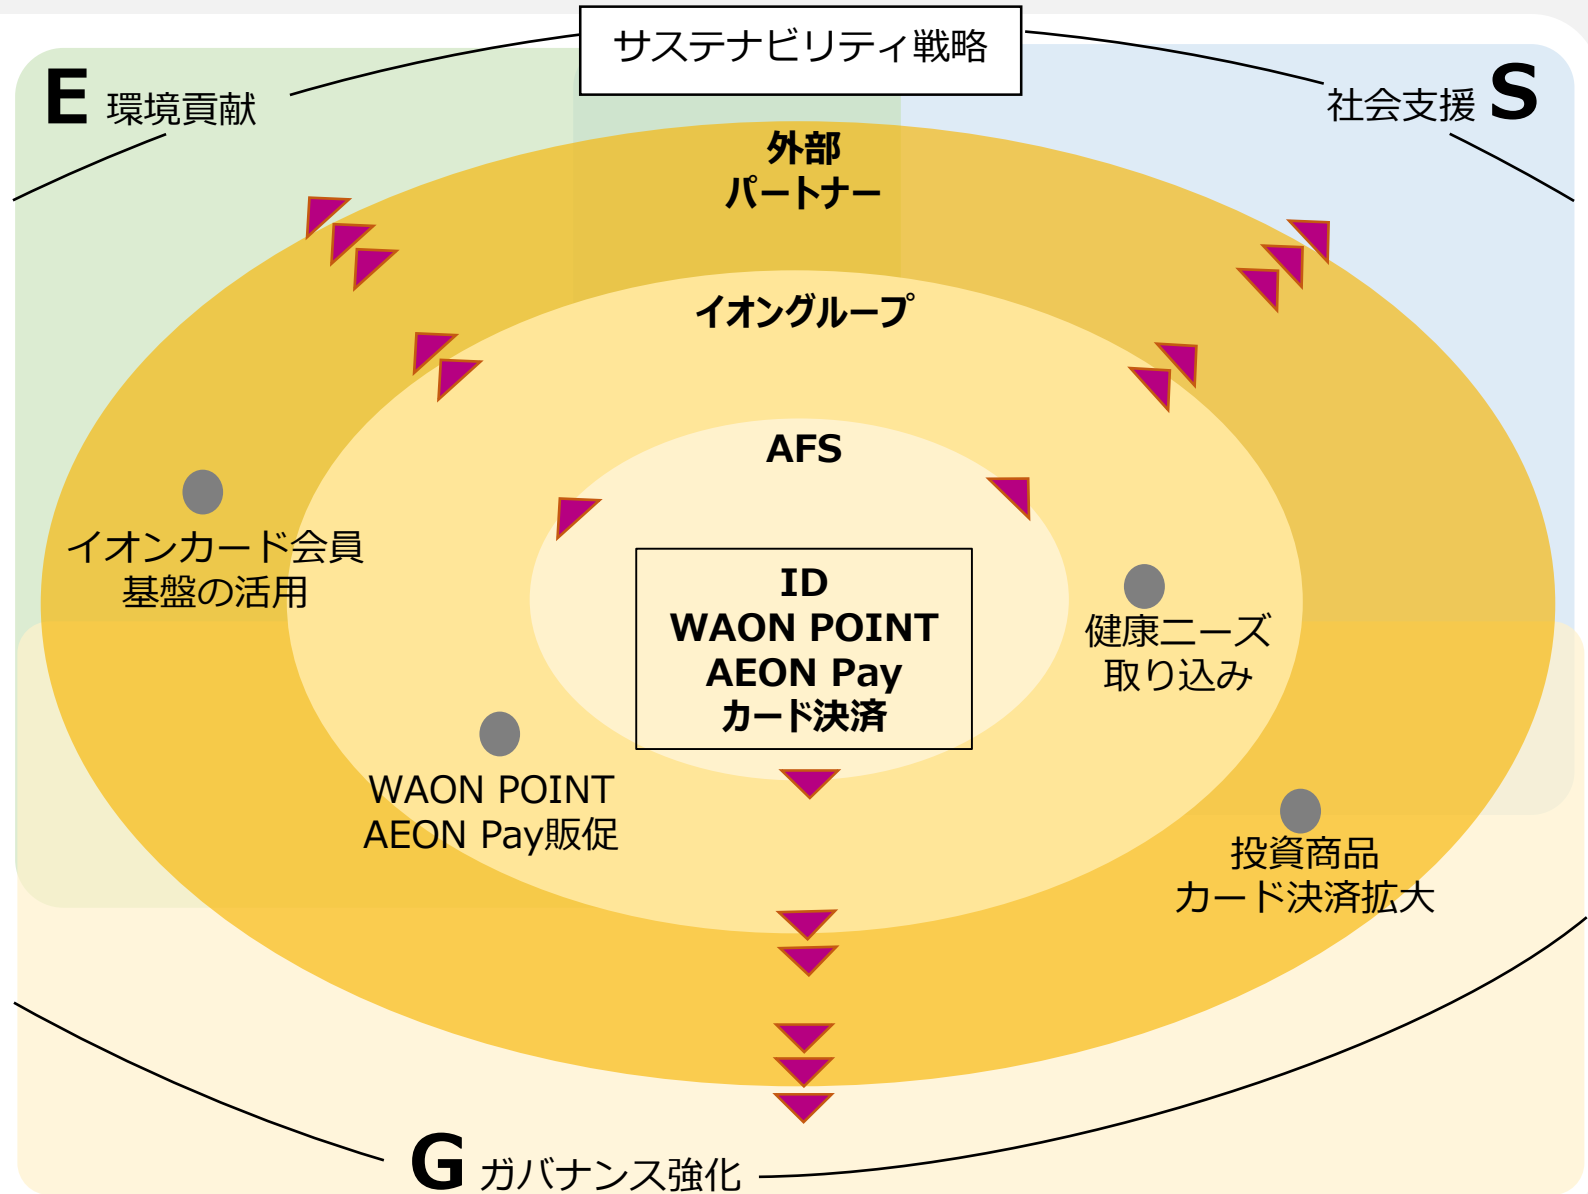 サステナビリティ戦略
E 環境貢献
社会支援 S
外部
パートナー
イオングループ
AFS
イオンカード会員
基盤の活用
ID
WAON POINT
AEON Pay
カード決済
健康ニーズ
取り込み
WAON POINT
AEON Pay販促
投資商品
カード決済拡大
G ガバナンス強化